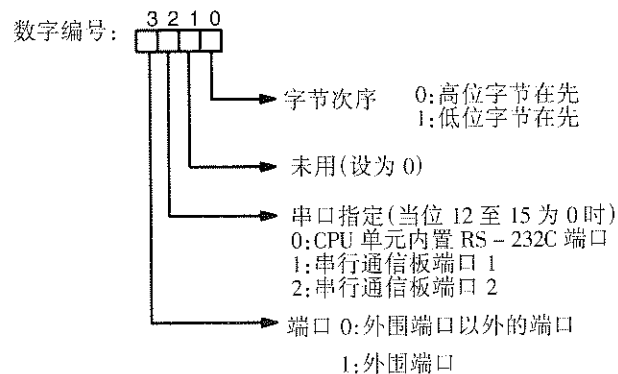 数字编号: 3 2 1 0
字节次序 0:高位字节在先
1:低位字节在先
未用(设为 0)
串口指定(当位 12 至 15 为 0 时)
0:CPU 单元内置 RS-232C 端口
1:串行通信板端口 1
2:串行通信板端口 2
端口 0:外围端口以外的端口
1:外围端口